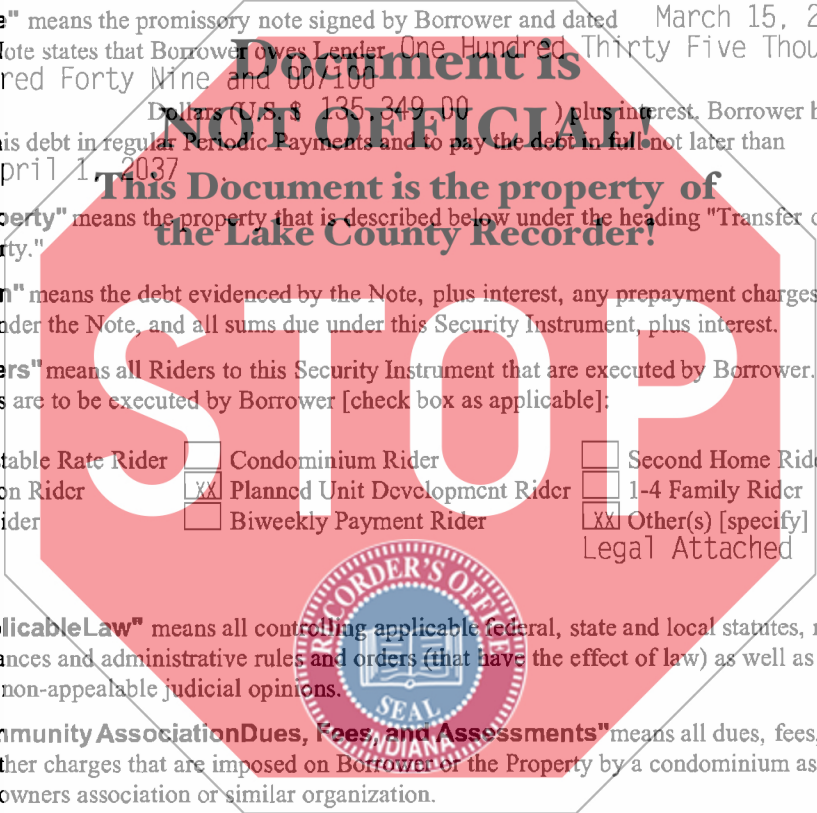 e" means the promissory note signed by Borrower and dated March 15, 2
Note states that Borrower owes Lender One Hundred Thirty Five Thou
red Forty Nine and 00/100
Dollars (U.S. $ 135,349.00 ) plus interest. Borrower h
is debt in regular Periodic Payments and to pay the debt in full not later than
pril 1, 2037 .
Document is
NOT OFFICIAL!
This Document is the property of
the Lake County Recorder!
perty" means the property that is described below under the heading "Transfer o
rty."
n" means the debt evidenced by the Note, plus interest, any prepayment charges
nder the Note, and all sums due under this Security Instrument, plus interest.
ers" means all Riders to this Security Instrument that are executed by Borrower.
s are to be executed by Borrower [check box as applicable]:
STOP
table Rate Rider Condominium Rider Second Home Ride
on Rider XX Planned Unit Development Rider 1-4 Family Rider
ider Biweekly Payment Rider XX Other(s) [specify]
Legal Attached
RECORDER'S OFFICE
SEAL
INDIANA
licable Law" means all controlling applicable federal, state and local statutes, r
ances and administrative rules and orders (that have the effect of law) as well as
non-appealable judicial opinions.
mmunity Association Dues, Fees, and Assessments" means all dues, fees,
ther charges that are imposed on Borrower or the Property by a condominium as
owners association or similar organization.